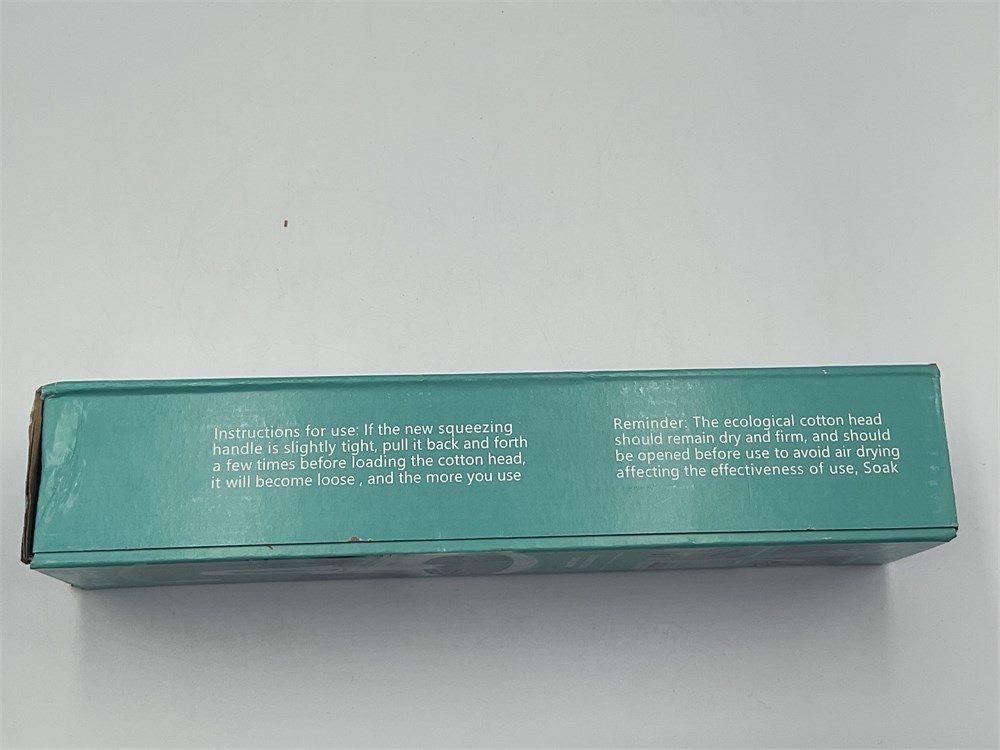 Instructions for use: If the new squeezing
handle is slightly tight, pull it back and forth
a few times before loading the cotton head,
it will become loose , and the more you use
Reminder: The ecological cotton head
should remain dry and firm, and should
be opened before use to avoid air drying
affecting the effectiveness of use, Soak